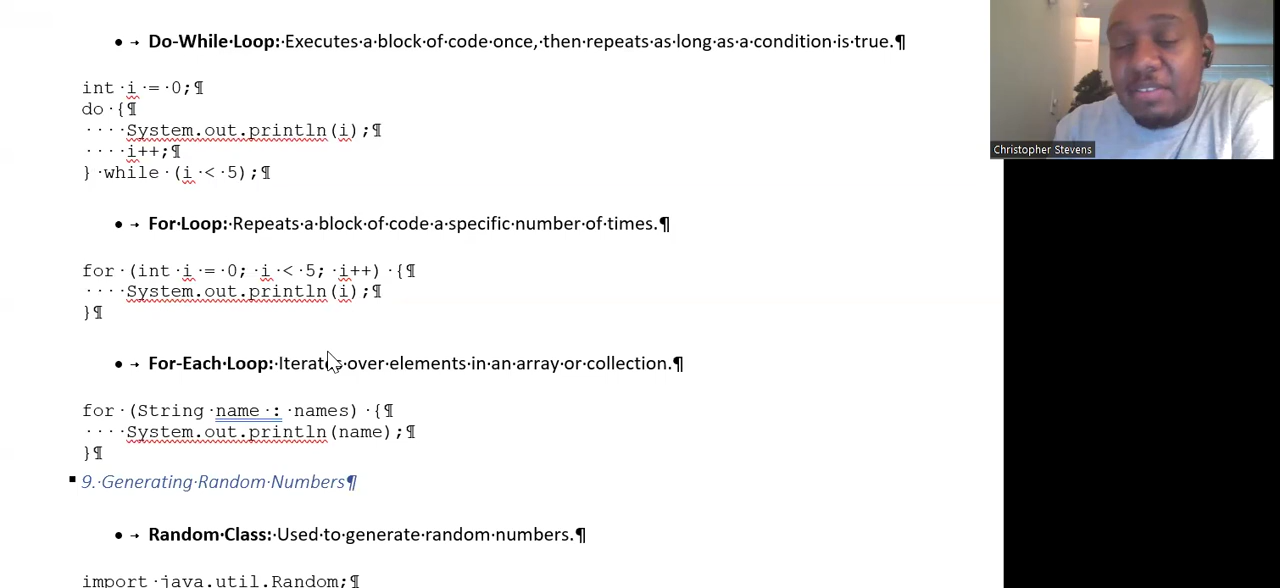 Do-While Loop: Executes a block of code once, then repeats as long as a condition is true.¶
int i = 0;¶
do {¶
System.out.println(i);¶
i++;¶
} while (i < 5);¶
For Loop: Repeats a block of code a specific number of times.¶
for (int i = 0; i < 5; i++) {¶
System.out.println(i);¶
}¶
For-Each Loop: Iterates over elements in an array or collection.¶
for (String name : names) {¶
System.out.println(name);¶
}¶
9. Generating Random Numbers¶
Random Class: Used to generate random numbers.¶
import java.util.Random;¶
Christopher Stevens